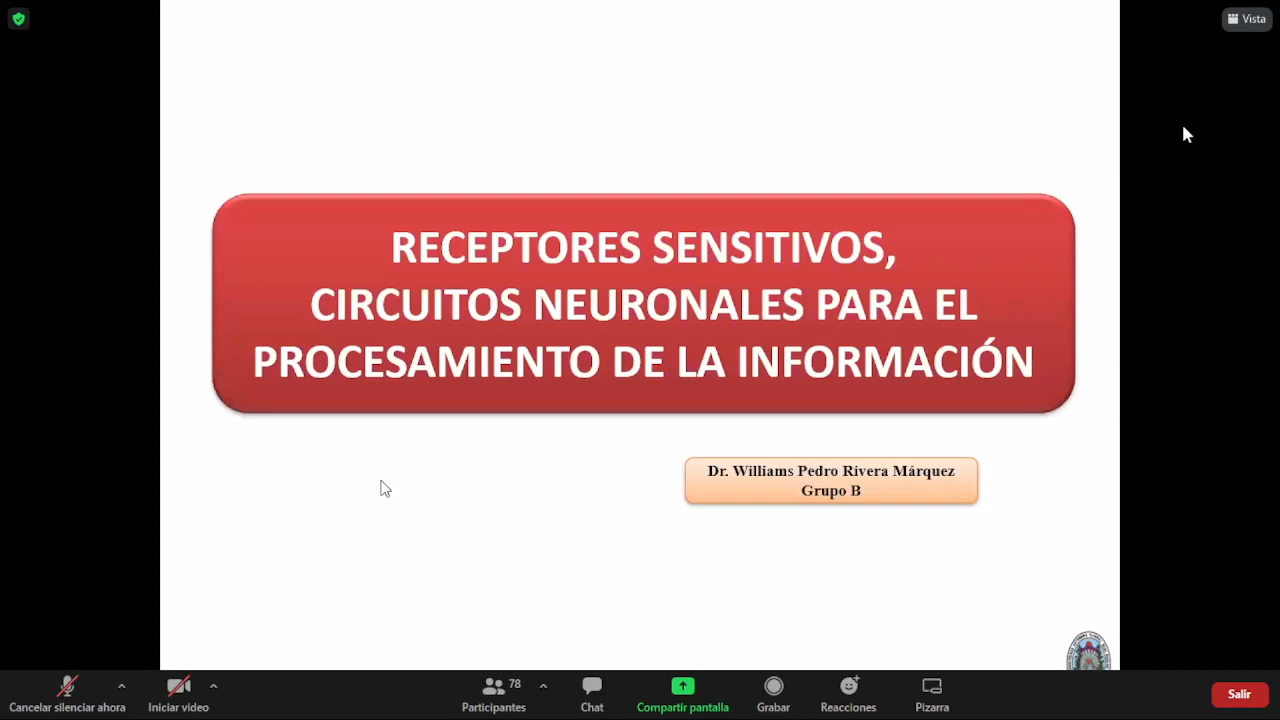 Vista
RECEPTORES SENSITIVOS,
CIRCUITOS NEURONALES PARA EL
PROCESAMIENTO DE LA INFORMACIÓN
Dr. Williams Pedro Rivera Márquez
Grupo B
78
Cancelar silenciar ahora
Iniciar video
Participantes
Chat
Compartir pantalla
Grabar
Reacciones
Pizarra
Salir